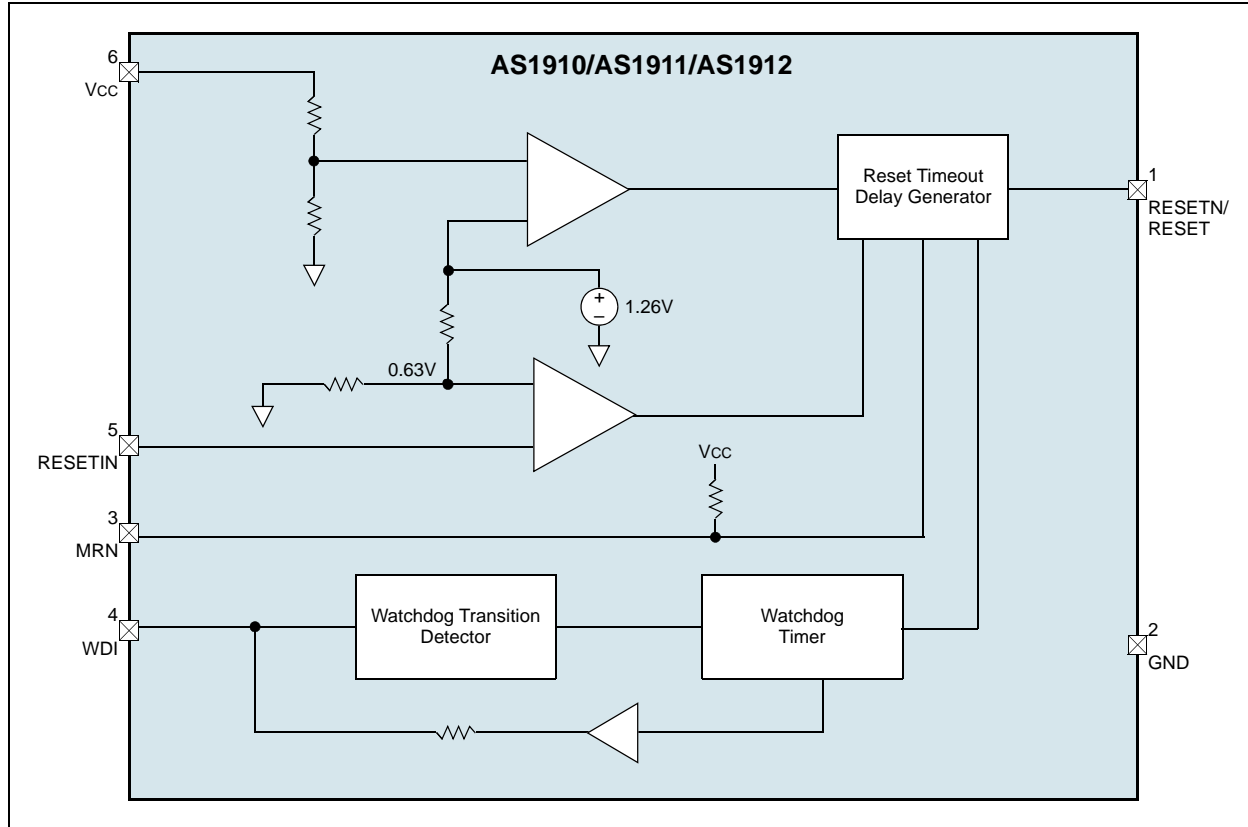 AS1910/AS1911/AS1912
6
VCC
1
RESETN/
RESET
Reset Timeout
Delay Generator
+
–
1.26V
0.63V
5
RESETIN
VCC
3
MRN
4
WDI
Watchdog Transition
Detector
Watchdog
Timer
2
GND